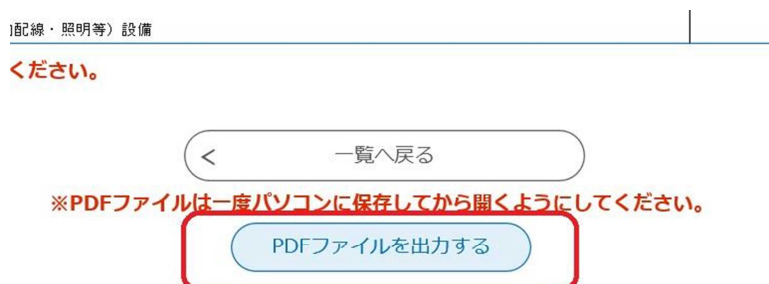 内配線・照明等）設備
ください。
< 一覧へ戻る
※PDFファイルは一度パソコンに保存してから開くようにしてください。
PDFファイルを出力する